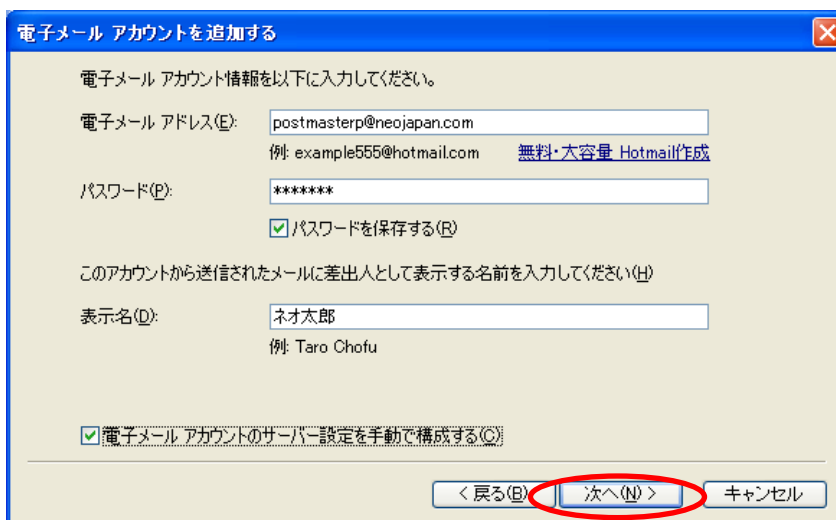 電子メール アカウントを追加する
電子メール アカウント情報を以下に入力してください。
電子メール アドレス(E): postmasterp@neojapan.com
例: example555@hotmail.com 無料・大容量 Hotmail作成
パスワード(P): *******
パスワードを保存する(R)
このアカウントから送信されたメールに差出人として表示する名前を入力してください(H)
表示名(D): ネオ太郎
例: Taro Chofu
電子メール アカウントのサーバー設定を手動で構成する(C)
< 戻る(B) 次へ(N) > キャンセル